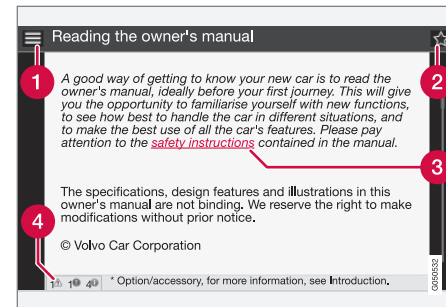 Reading the owner's manual
1
2
A good way of getting to know your new car is to read the
owner's manual, ideally before your first journey. This will give
you the opportunity to familiarise yourself with new functions,
to see how best to handle the car in different situations, and
to make the best use of all the car's features. Please pay
attention to the safety instructions contained in the manual.
3
The specifications, design features and illustrations in this
owner's manual are not binding. We reserve the right to make
modifications without prior notice.
4
© Volvo Car Corporation
1 1 4 * Option/accessory, for more information, see Introduction.
G050532